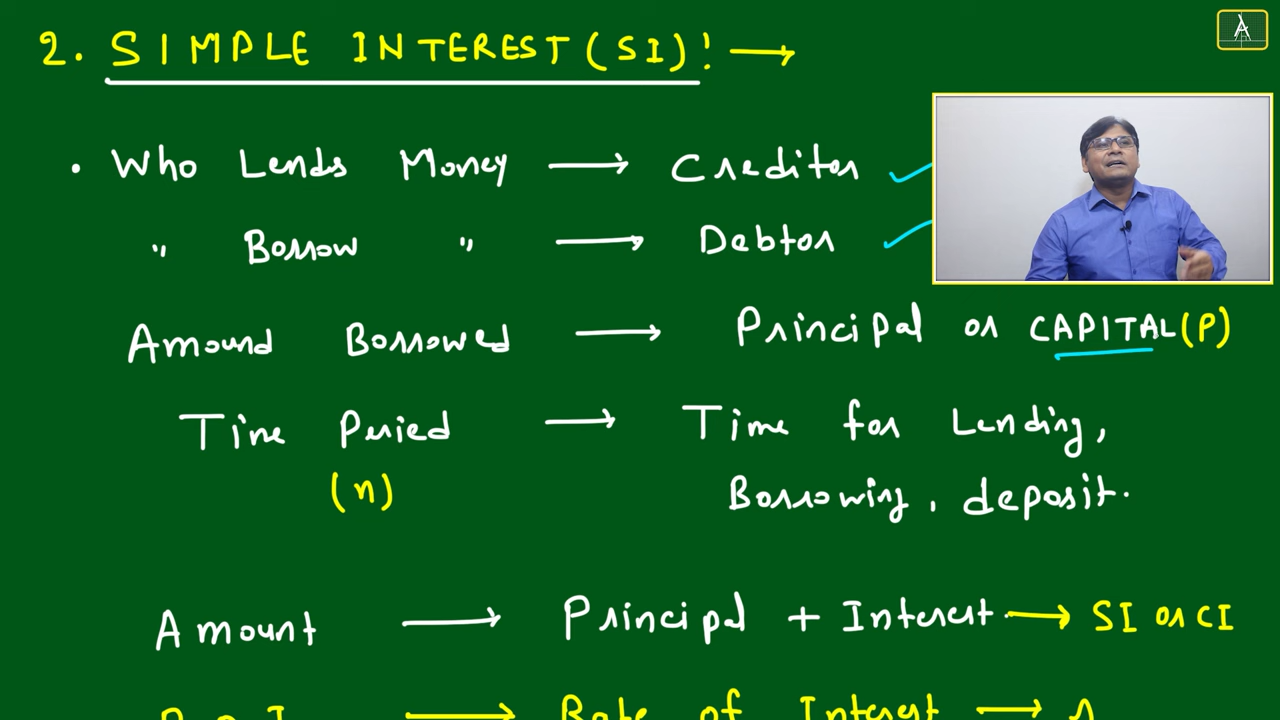 2. SIMPLE INTEREST (SI): →
• Who Lends Money → Creditor ✓
" Borrow " → Debtor ✓
Amound Borrowed → Principal or CAPITAL (P)
Time Period → Time for Lending,
(n) Borrowing, deposit.
Amount → Principal + Interest → SI or CI
R o I → Rate of Interest →